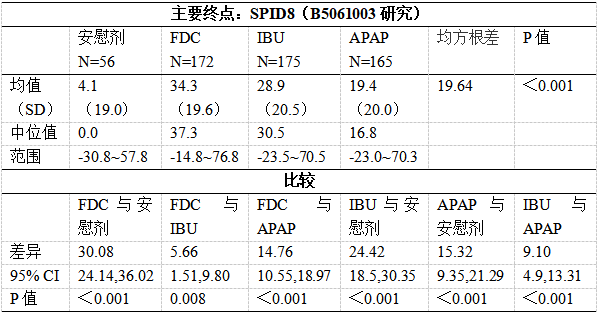 主要终点：SPID8（B5061003 研究）
安慰剂 FDC IBU APAP 均方根差 P 值
N=56 N=172 N=175 N=165
均值 4.1 34.3 28.9 19.4 19.64 ＜0.001
（SD） （19.0） （19.6） （20.5） （20.0）
中位值 0.0 37.3 30.5 16.8
范围 -30.8~57.8 -14.8~76.8 -23.5~70.5 -23.0~70.3
比较
FDC 与安 FDC 与 FDC 与 IBU 与安 APAP 与 IBU 与
慰剂 IBU APAP 慰剂 安慰剂 APAP
差异 30.08 5.66 14.76 24.42 15.32 9.10
95% CI 24.14,36.02 1.51,9.80 10.55,18.97 18.5,30.35 9.35,21.29 4.9,13.31
P 值 ＜0.001 0.008 ＜0.001 ＜0.001 ＜0.001 ＜0.001